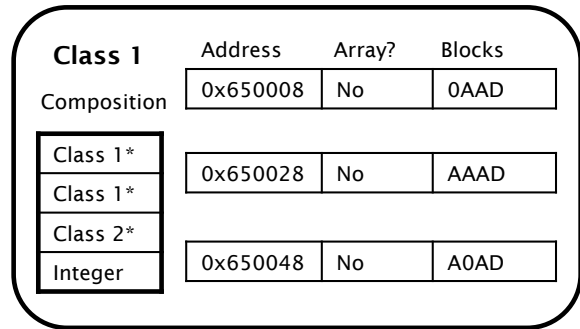 Class 1 Address Array? Blocks
Composition 0x650008 No 0AAD
Class 1*
Class 1* 0x650028 No AAAD
Class 2*
Integer 0x650048 No A0AD